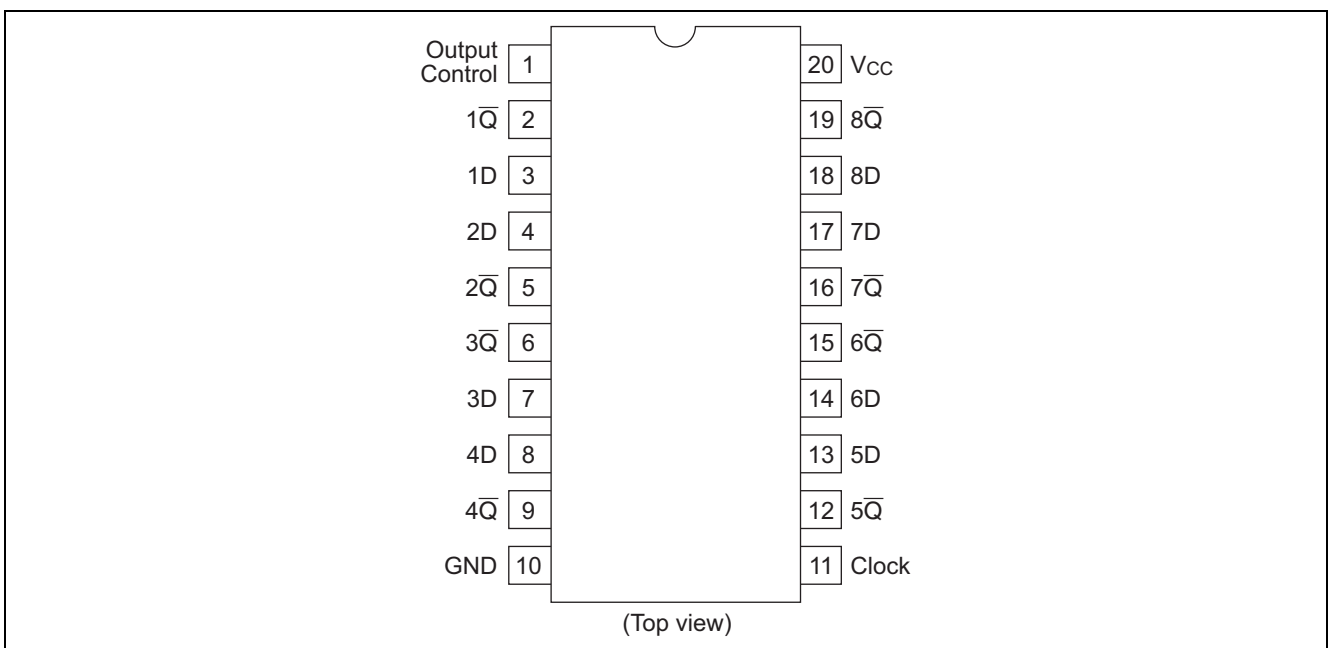 Output
Control 1
1Q̅ 2
1D 3
2D 4
2Q̅ 5
3Q̅ 6
3D 7
4D 8
4Q̅ 9
GND 10
20 VCC
19 8Q̅
18 8D
17 7D
16 7Q̅
15 6Q̅
14 6D
13 5D
12 5Q̅
11 Clock
(Top view)